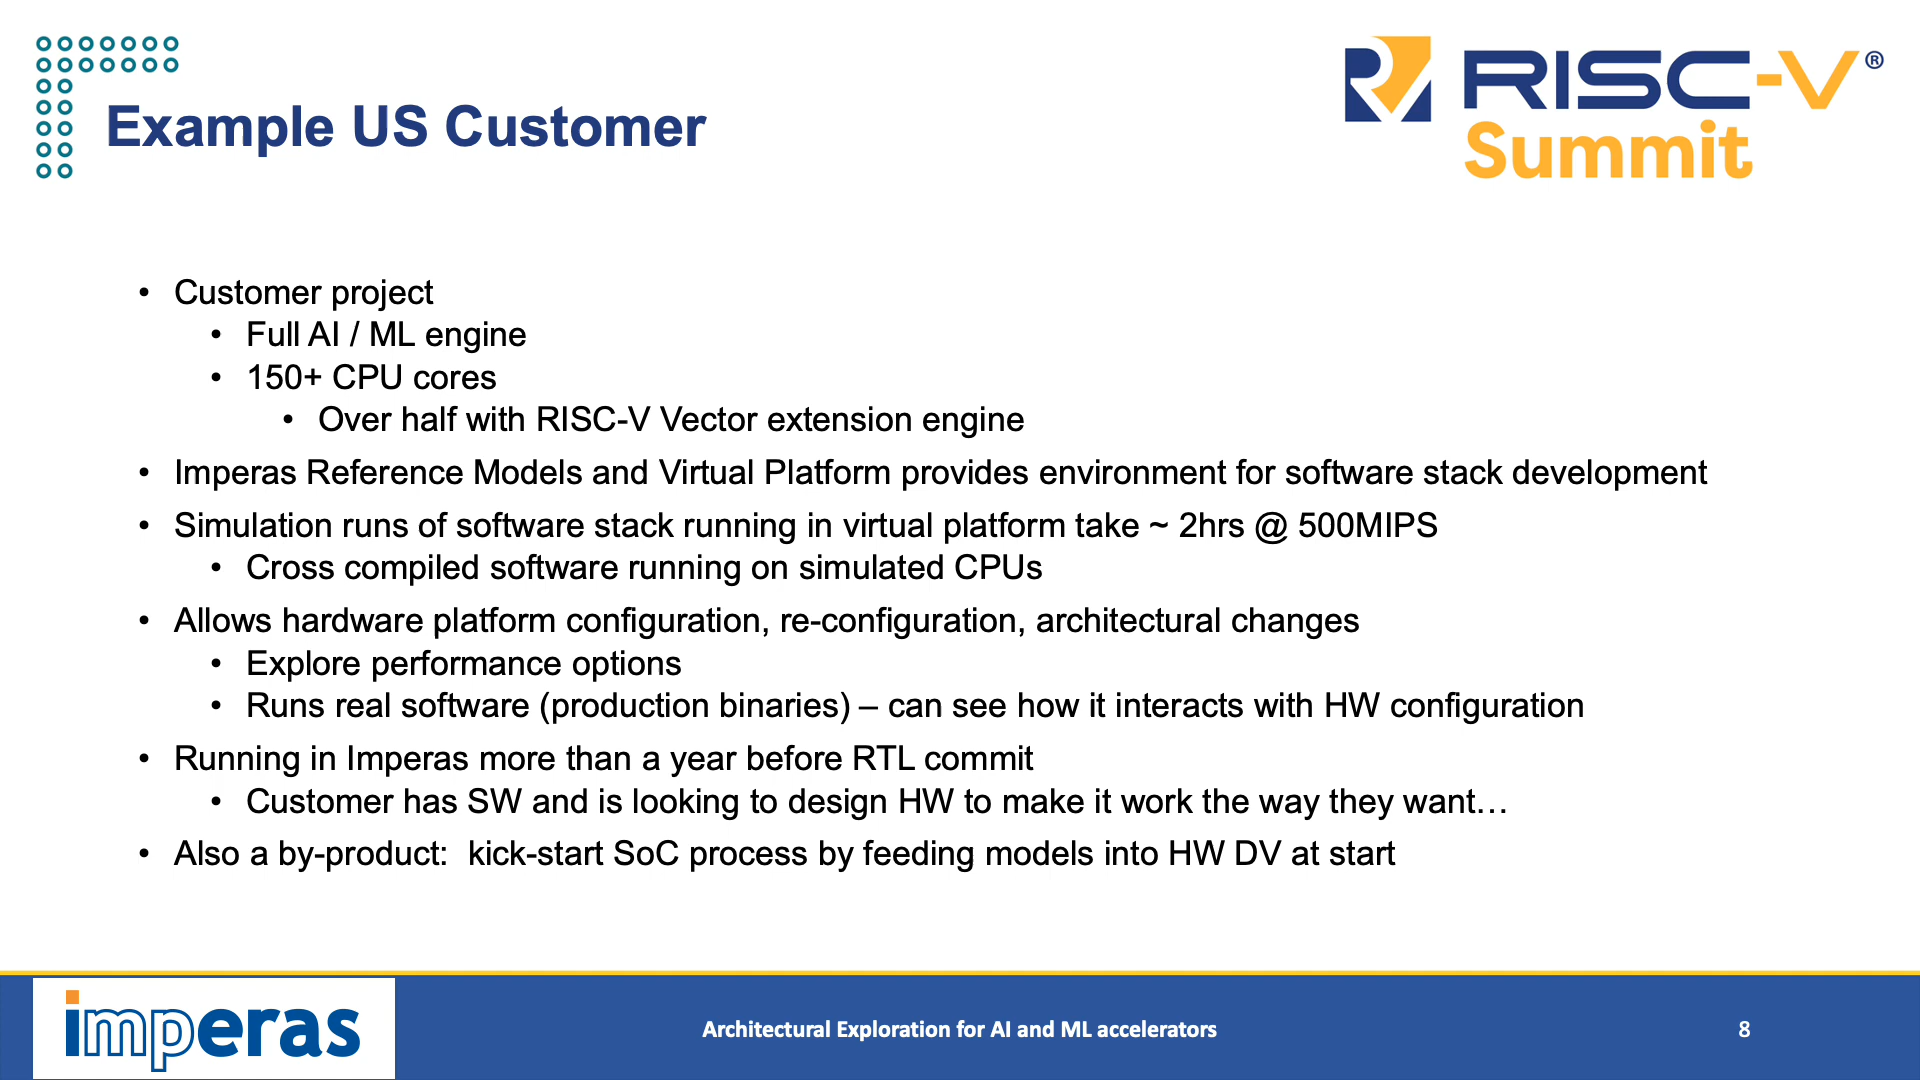 RISC-V®
Summit
Example US Customer
• Customer project
• Full AI / ML engine
• 150+ CPU cores
• Over half with RISC-V Vector extension engine
• Imperas Reference Models and Virtual Platform provides environment for software stack development
• Simulation runs of software stack running in virtual platform take ~ 2hrs @ 500MIPS
• Cross compiled software running on simulated CPUs
• Allows hardware platform configuration, re-configuration, architectural changes
• Explore performance options
• Runs real software (production binaries) – can see how it interacts with HW configuration
• Running in Imperas more than a year before RTL commit
• Customer has SW and is looking to design HW to make it work the way they want…
• Also a by-product:  kick-start SoC process by feeding models into HW DV at start
imperas
Architectural Exploration for AI and ML accelerators
8